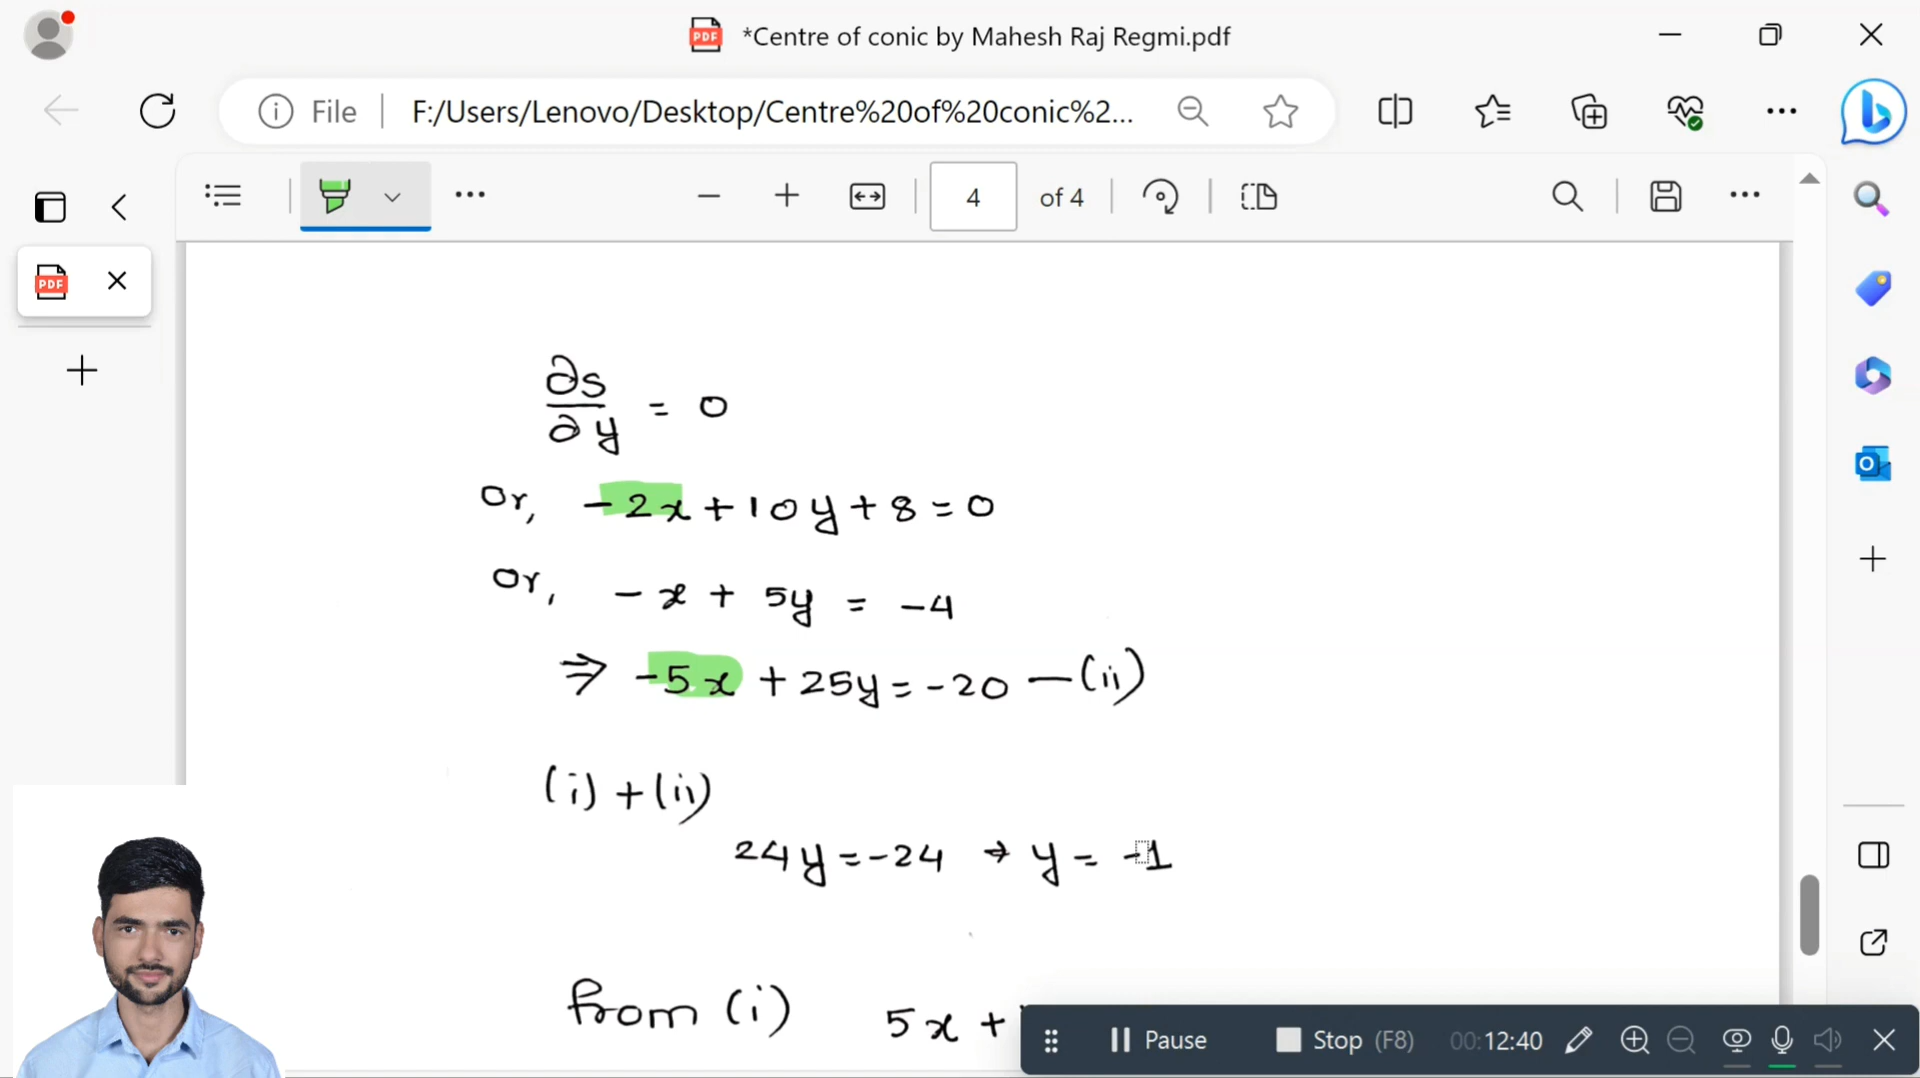 PDF *Centre of conic by Mahesh Raj Regmi.pdf
File F:/Users/Lenovo/Desktop/Centre%20of%20conic%2...
4 of 4
PDF
∂s/∂y = 0
Or, -2x+10y+8=0
Or, -x + 5y = -4
⇒ -5x + 25y = -20 —(ii)
(i) + (ii)
24y = -24 → y = -1
from (i) 5x +
Pause Stop (F8) 00:12:40